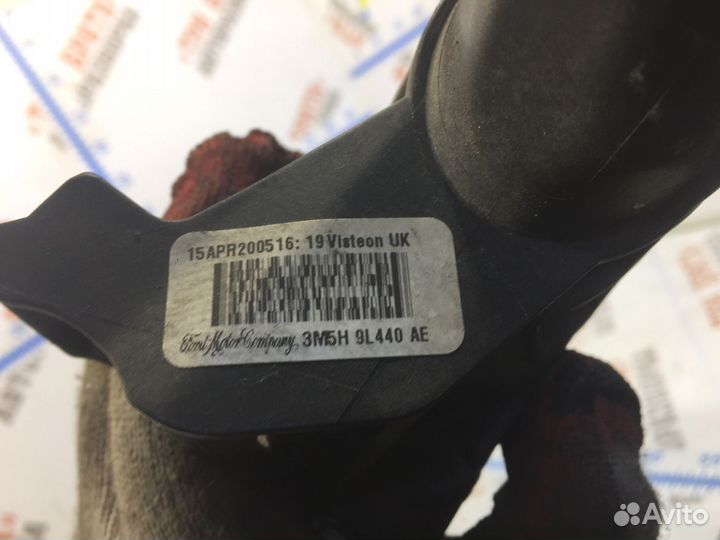 15APR200516:19 Visteon UK
Ford Motor Company, 3M5H 9L440 AE
Avito